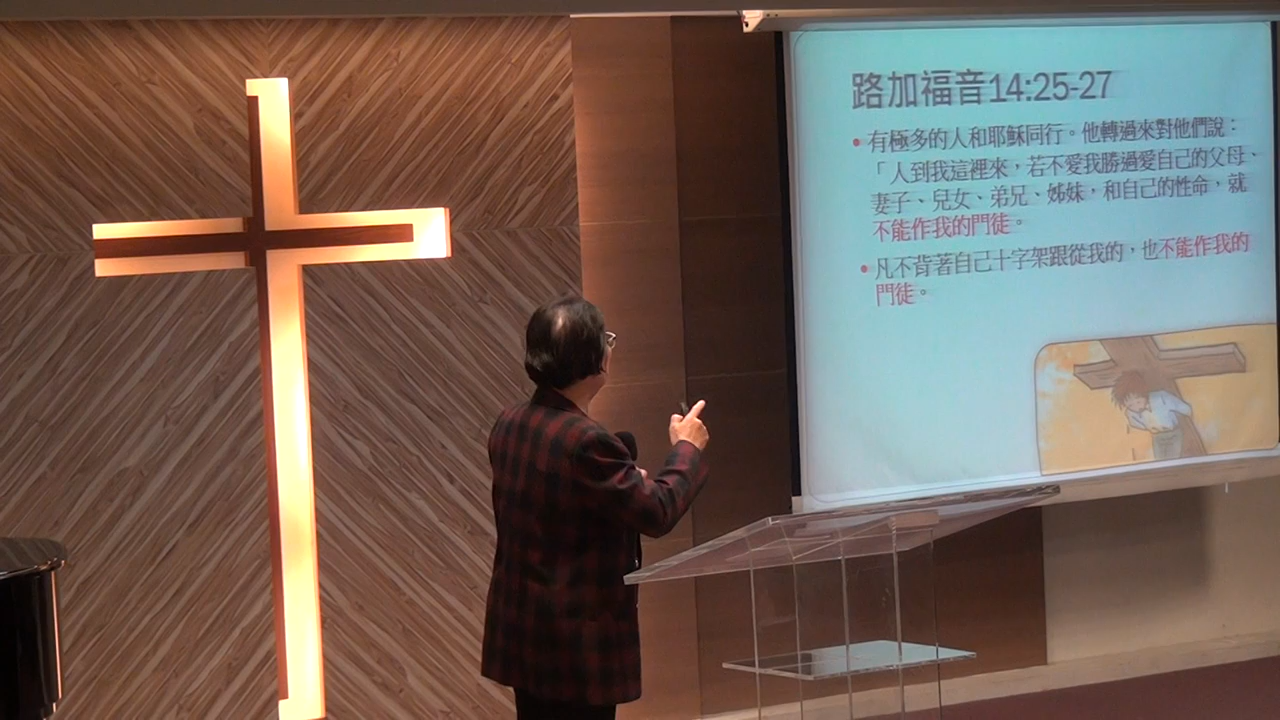 路加福音14:25-27
• 有極多的人和耶穌同行。他轉過來對他們說：
「人到我這裡來，若不愛我勝過愛自己的父母、
妻子、兒女、弟兄、姊妹，和自己的性命，就
不能作我的門徒。
• 凡不背著自己十字架跟從我的，也不能作我的
門徒。